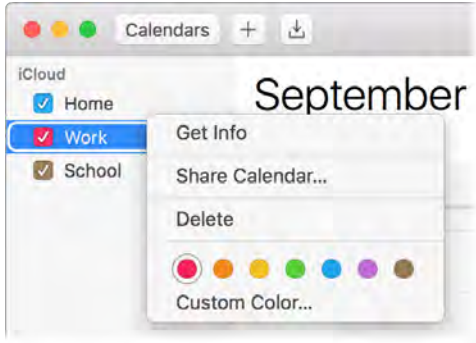 Calendars
iCloud
Home
September
Work
School
Get Info
Share Calendar...
Delete
Custom Color...